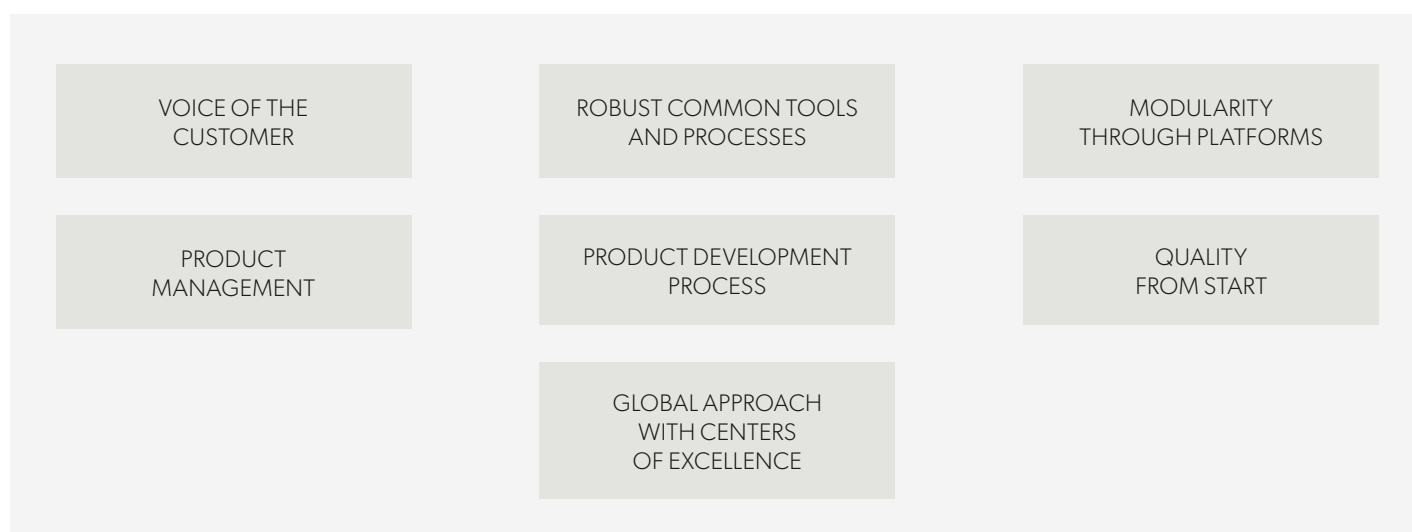 VOICE OF THE
CUSTOMER
ROBUST COMMON TOOLS
AND PROCESSES
MODULARITY
THROUGH PLATFORMS
PRODUCT
MANAGEMENT
PRODUCT DEVELOPMENT
PROCESS
QUALITY
FROM START
GLOBAL APPROACH
WITH CENTERS
OF EXCELLENCE